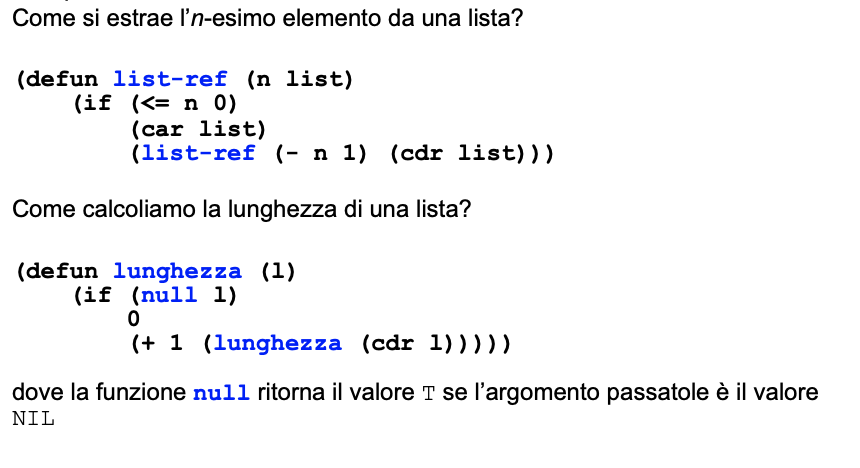 Come si estrae l’n-esimo elemento da una lista?
(defun list-ref (n list)
(if (<= n 0)
(car list)
(list-ref (- n 1) (cdr list)))
Come calcoliamo la lunghezza di una lista?
(defun lunghezza (l)
(if (null l)
0
(+ 1 (lunghezza (cdr l)))))
dove la funzione null ritorna il valore T se l’argomento passatole è il valore
NIL